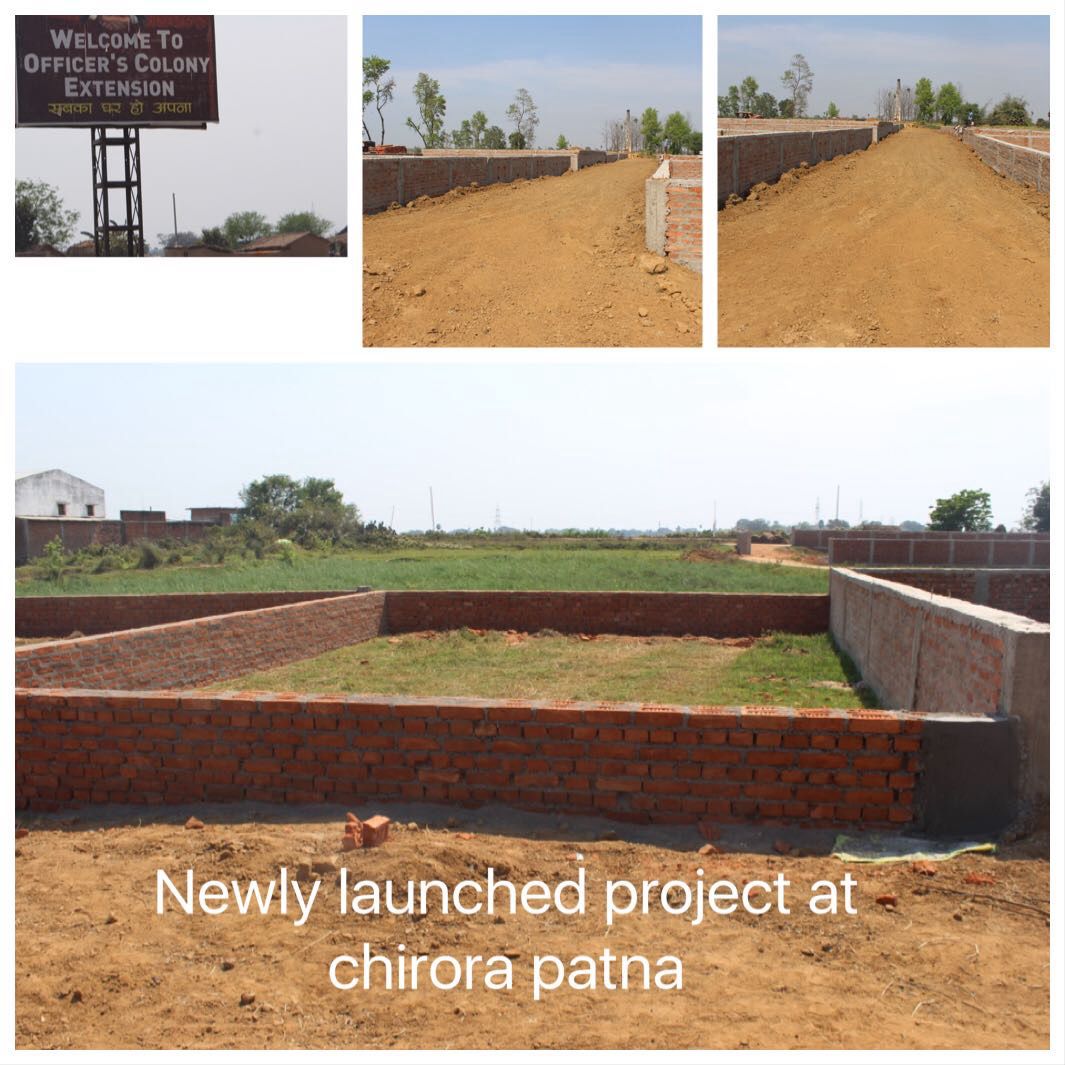 WELCOME TO
OFFICER'S COLONY
EXTENSION
सबका घर हो अपना
Newly launched project at
chirora patna